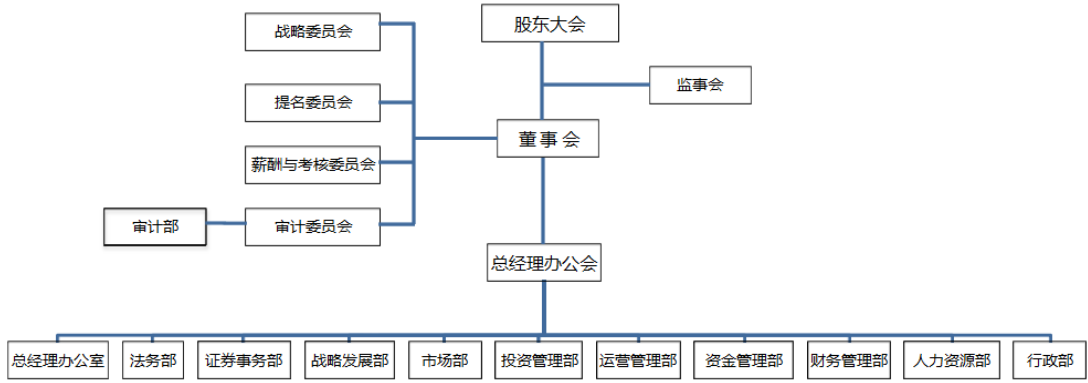 股东大会
监事会
董事会
战略委员会
提名委员会
薪酬与考核委员会
审计委员会
审计部
总经理办公会
总经理办公室
法务部
证券事务部
战略发展部
市场部
投资管理部
运营管理部
资金管理部
财务管理部
人力资源部
行政部